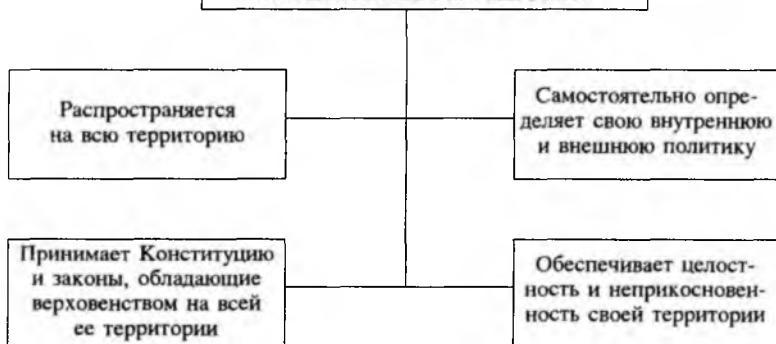 Распространяется
на всю территорию
Самостоятельно опре-
деляет свою внутреннюю
и внешнюю политику
Принимает Конституцию
и законы, обладающие
верховенством на всей
ее территории
Обеспечивает целост-
ность и неприкосновен-
ность своей территории